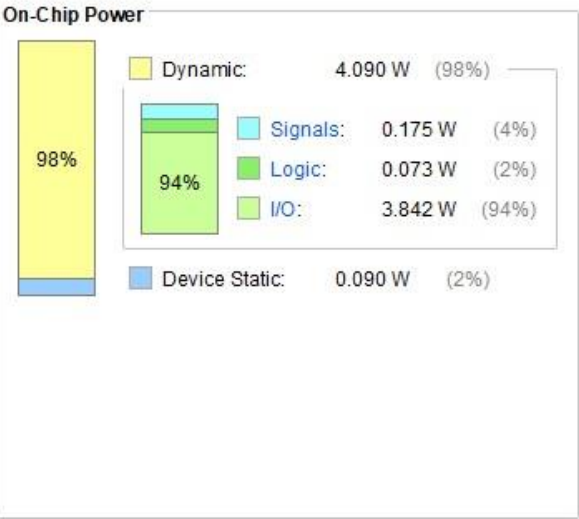 On-Chip Power
Dynamic: 4.090 W (98%)
98%
94%
Signals: 0.175 W (4%)
Logic: 0.073 W (2%)
I/O: 3.842 W (94%)
Device Static: 0.090 W (2%)